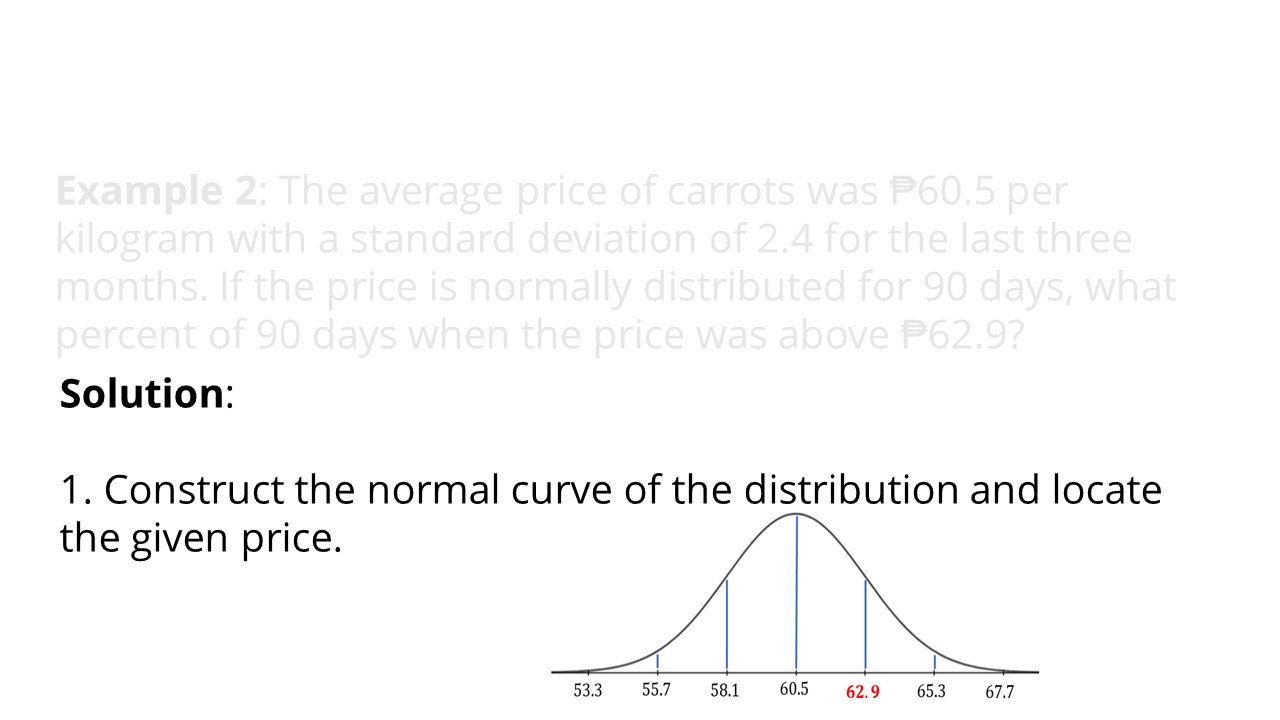 Example 2: The average price of carrots was ₱60.5 per
kilogram with a standard deviation of 2.4 for the last three
months. If the price is normally distributed for 90 days, what
percent of 90 days when the price was above ₱62.9?
Solution:
1. Construct the normal curve of the distribution and locate
the given price.
53.3 55.7 58.1 60.5 62.9 65.3 67.7